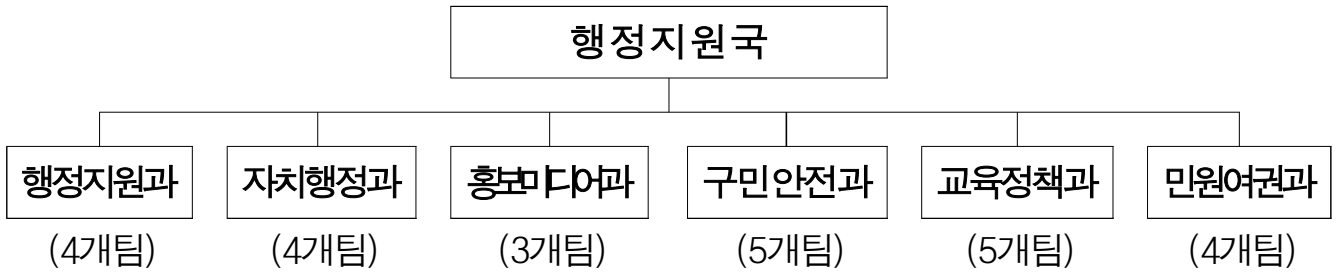 행정지원국
행정지원과 자치행정과 홍보미디어과 구민안전과 교육정책과 민원여권과
(4개팀) (4개팀) (3개팀) (5개팀) (5개팀) (4개팀)